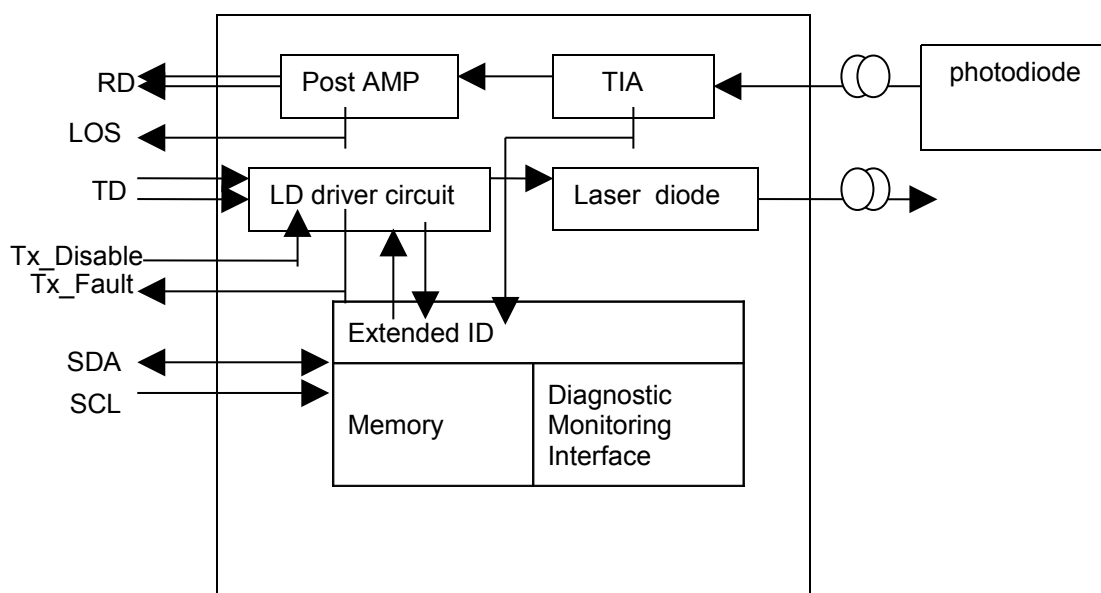 RD
Post AMP
TIA
photodiode
LOS
TD
LD driver circuit
Laser diode
Tx_Disable
Tx_Fault
Extended ID
SDA
SCL
Memory
Diagnostic
Monitoring
Interface